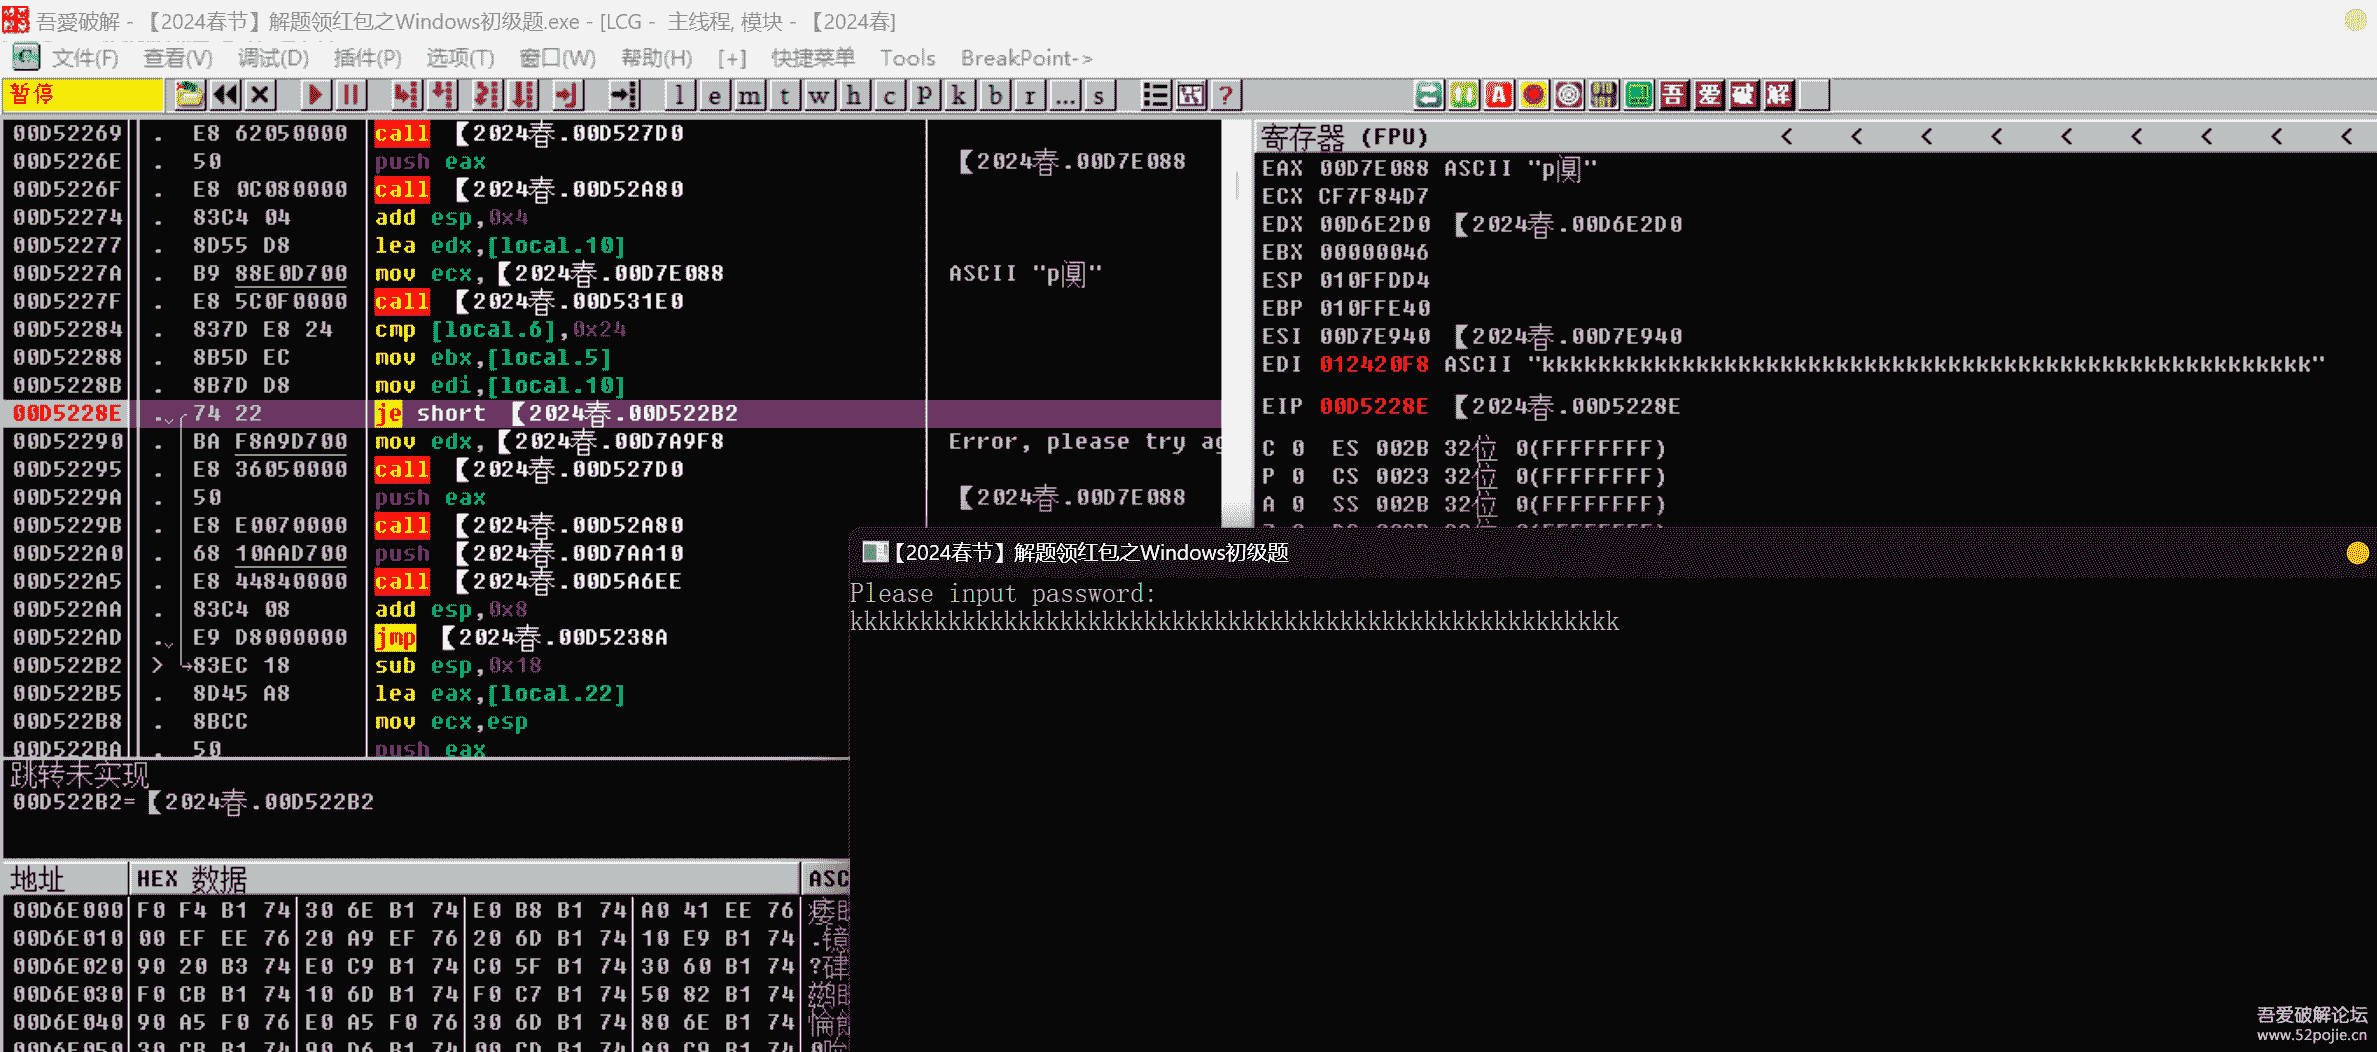 吾愛破解 - 【2024春节】解题领红包之Windows初级题.exe - [LCG - 主线程, 模块 - 【2024春]
文件(F) 查看(V) 调试(D) 插件(P) 选项(T) 窗口(W) 帮助(H) [+] 快捷菜单 Tools BreakPoint->
暂停 l e m t w h c P k b r ... s ? A 吾 爱 破 解
00D52269 . E8 62050000 call 【2024春.00D527D0
00D5226E . 50 push eax 【2024春.00D7E088
00D5226F . E8 0C080000 call 【2024春.00D52A80
00D52274 . 83C4 04 add esp,0x4
00D52277 . 8D55 D8 lea edx,[local.10]
00D5227A . B9 88E0D700 mov ecx,【2024春.00D7E088 ASCII "p
00D5227F . E8 5C0F0000 call 【2024春.00D531E0
00D52284 . 837D E8 24 cmp [local.6],0x24
00D52288 . 8B5D EC mov ebx,[local.5]
00D5228B . 8B7D D8 mov edi,[local.10]
00D5228E . 74 22 je short 【2024春.00D522B2
00D52290 . BA F8A9D700 mov edx,【2024春.00D7A9F8 Error, please try ag
00D52295 . E8 36050000 call 【2024春.00D527D0
00D5229A . 50 push eax 【2024春.00D7E088
00D5229B . E8 E0070000 call 【2024春.00D52A80
00D522A0 . 68 10AAD700 push 【2024春.00D7AA10
00D522A5 . E8 44840000 call 【2024春.00D5A6EE
00D522AA . 83C4 08 add esp,0x8
00D522AD . E9 D8000000 jmp 【2024春.00D5238A
00D522B2 > 83EC 18 sub esp,0x18
00D522B5 . 8D45 A8 lea eax,[local.22]
00D522B8 . 8BCC mov ecx,esp
00D522BA . 50 push eax
寄存器 (FPU) < < < < < < < < <
EAX 00D7E088 ASCII "p
ECX CF7F84D7
EDX 00D6E2D0 【2024春.00D6E2D0
EBX 00000046
ESP 010FFDD4
EBP 010FFE40
ESI 00D7E940 【2024春.00D7E940
EDI 012420F8 ASCII "kkkkkkkkkkkkkkkkkkkkkkkkkkkkkkkkkkkkkkkkkkkkkkkkkkkkkkk"
EIP 00D5228E 【2024春.00D5228E
C 0 ES 002B 32位 0(FFFFFFFF)
P 0 CS 0023 32位 0(FFFFFFFF)
A 0 SS 002B 32位 0(FFFFFFFF)
【2024春节】解题领红包之Windows初级题
Please input password:
kkkkkkkkkkkkkkkkkkkkkkkkkkkkkkkkkkkkkkkkkkkkkkkkkkkkkkk
跳转未实现
00D522B2=【2024春.00D522B2
地址 HEX 数据 ASC
00D6E000 F0 F4 B1 74 30 6E B1 74 E0 B8 B1 74 A0 41 EE 76
00D6E010 00 EF EE 76 20 A9 EF 76 20 6D B1 74 10 E9 B1 74
00D6E020 90 20 B3 74 E0 C9 B1 74 C0 5F B1 74 30 60 B1 74
00D6E030 F0 CB B1 74 10 6D B1 74 F0 C7 B1 74 50 82 B1 74
00D6E040 90 A5 F0 76 E0 A5 F0 76 30 6D B1 74 80 6E B1 74
00D6E050 30 CB B1 74 90 D6 B1 74 00 CD B1 74 A0 C9 B1 74
吾爱破解论坛
www.52pojie.cn